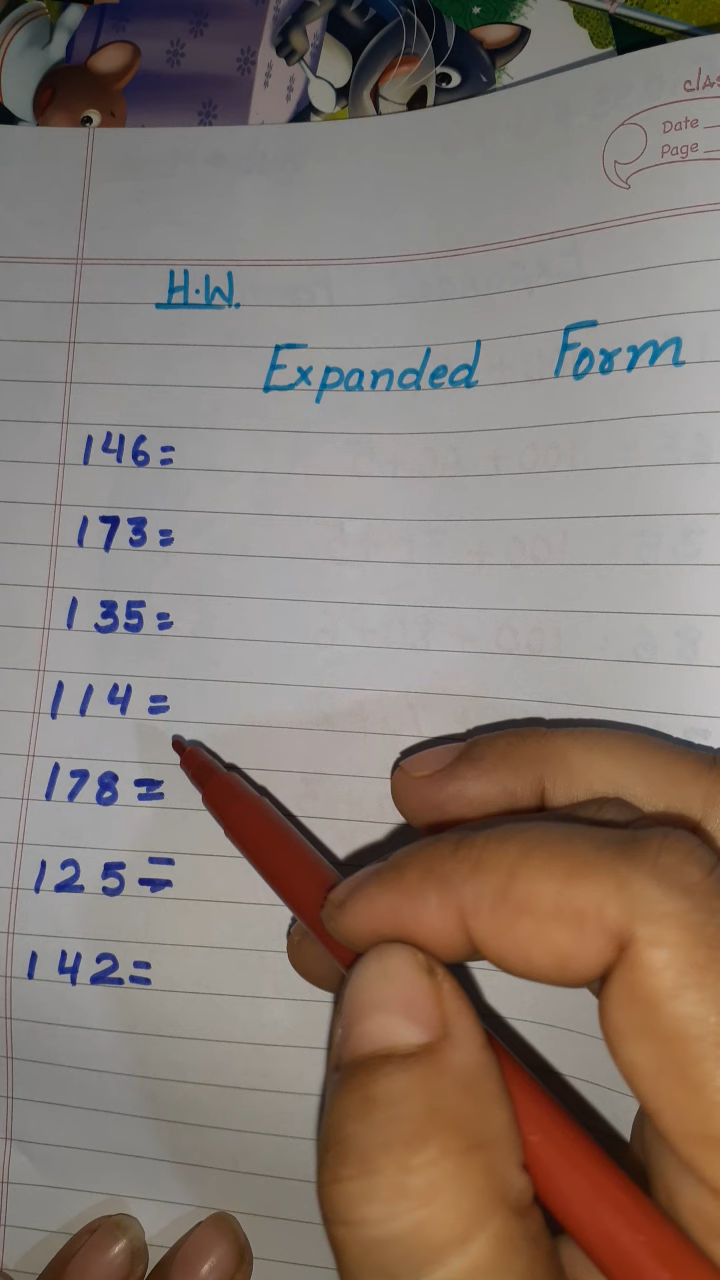 Date
Page
H.W.
Expanded Form
146=
173=
135=
114=
178=
125=
142=